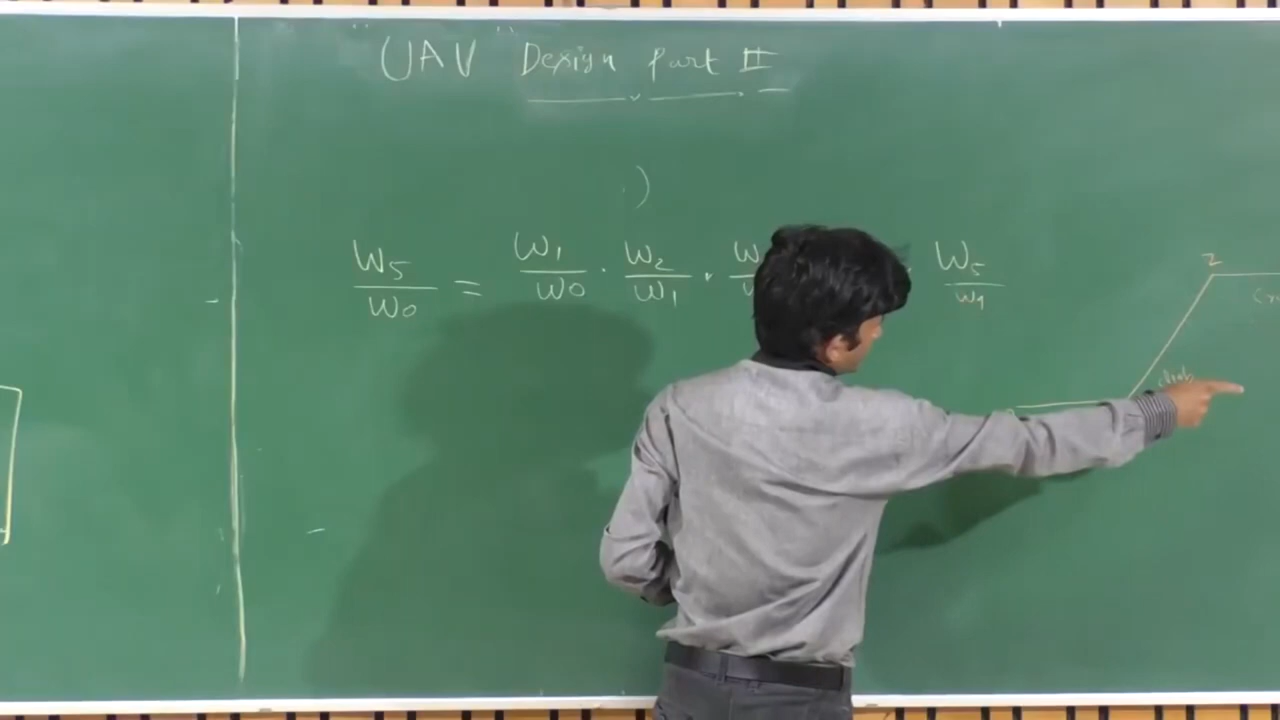 "UAV" Design Part II
W5/W0 = W1/W0 · W2/W1 · W · W5/W4
2
climb